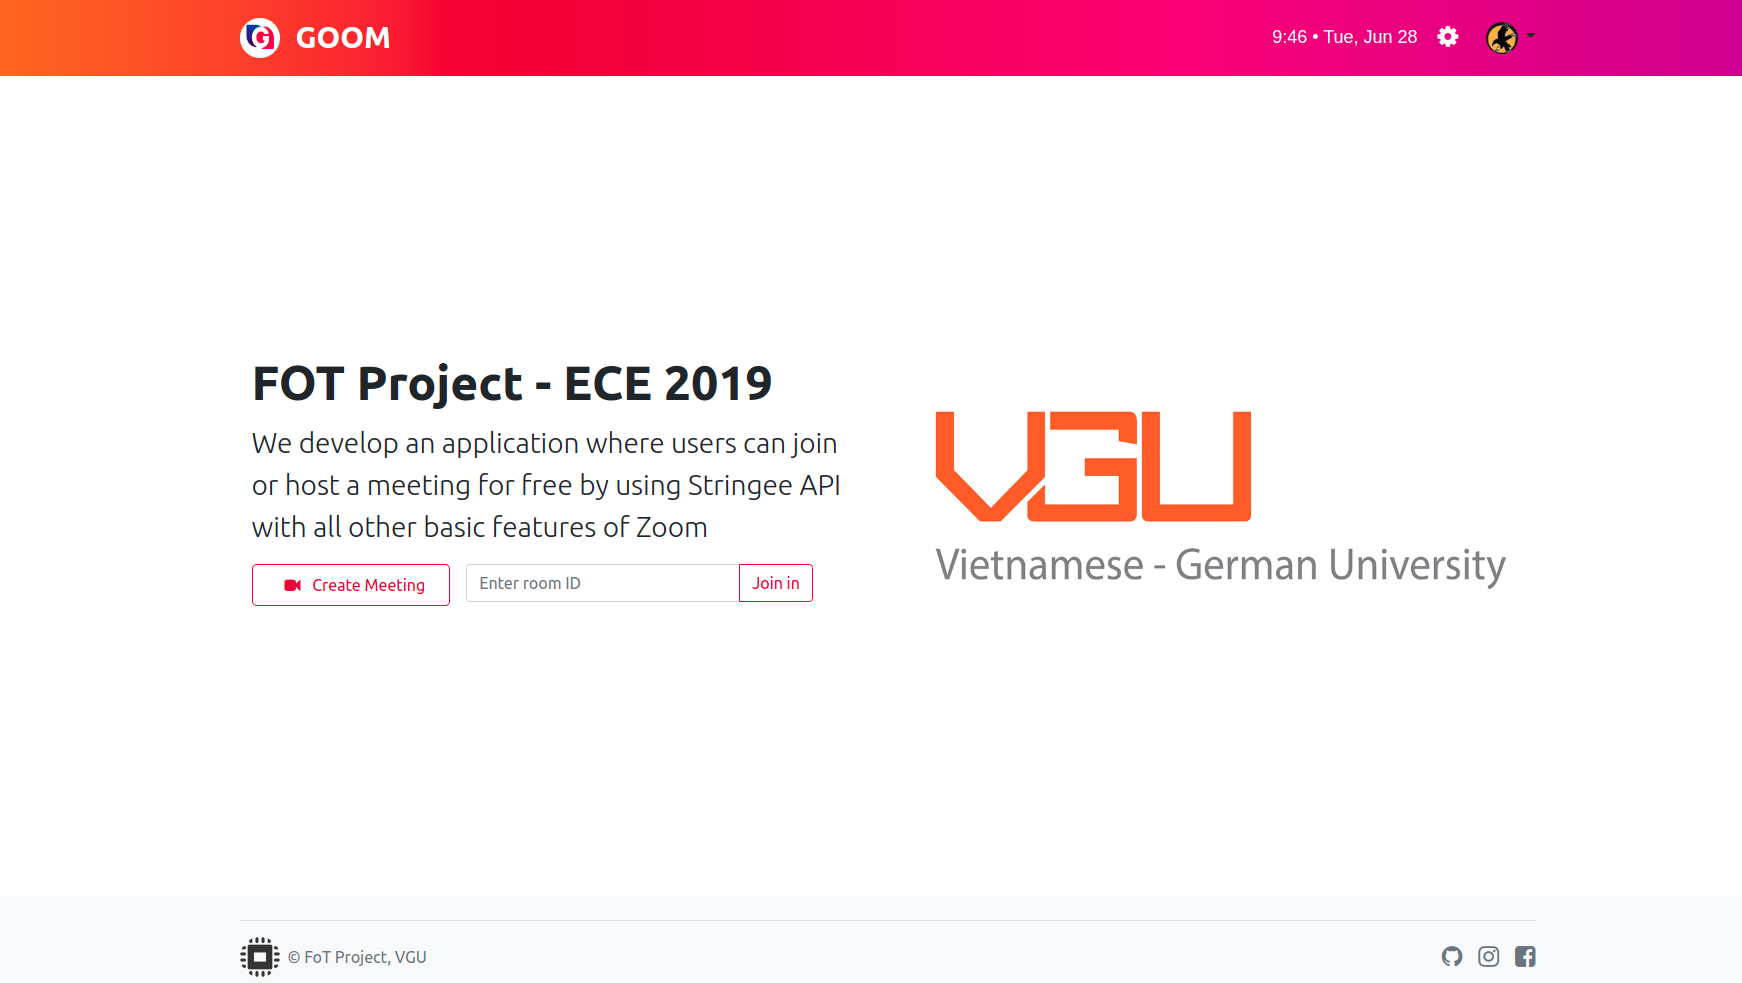 GOOM
9:46 • Tue, Jun 28
FOT Project - ECE 2019
We develop an application where users can join
or host a meeting for free by using Stringee API
with all other basic features of Zoom
Create Meeting
Enter room ID
Join in
VGU
Vietnamese - German University
© FoT Project, VGU